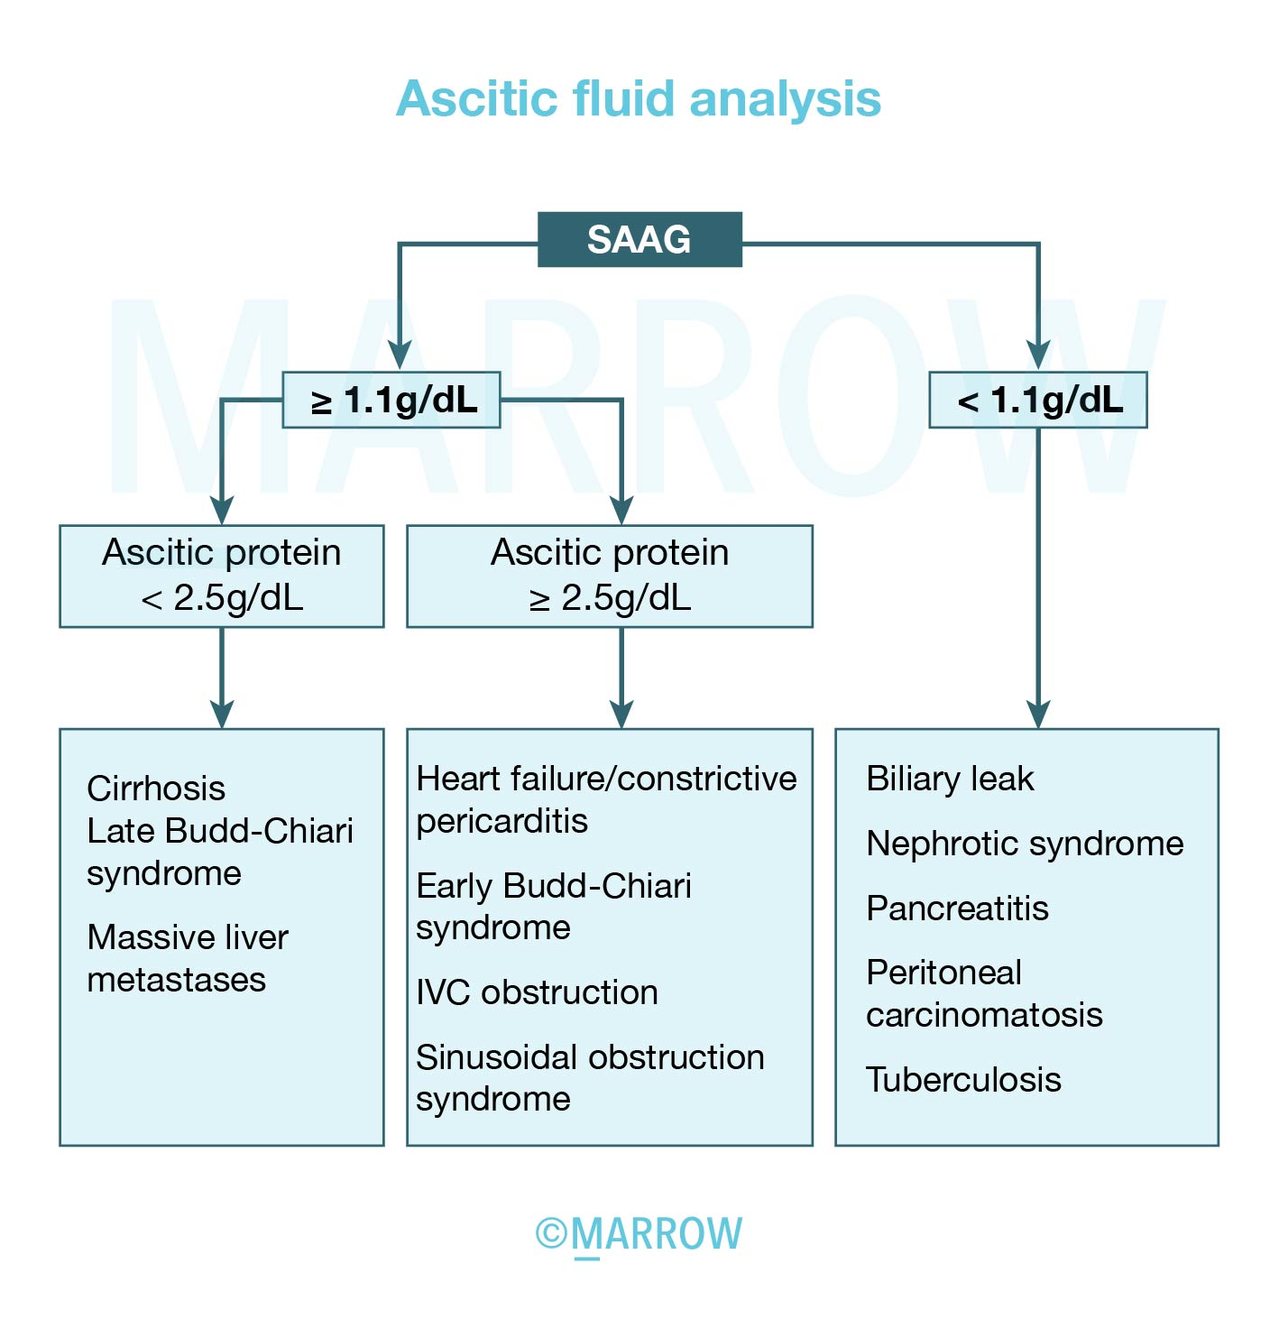 Ascitic fluid analysis
SAAG
MARROW
≥ 1.1g/dL
< 1.1g/dL
Ascitic protein
< 2.5g/dL
Ascitic protein
≥ 2.5g/dL
Cirrhosis
Late Budd-Chiari
syndrome
Massive liver
metastases
Heart failure/constrictive
pericarditis
Early Budd-Chiari
syndrome
IVC obstruction
Sinusoidal obstruction
syndrome
Biliary leak
Nephrotic syndrome
Pancreatitis
Peritoneal
carcinomatosis
Tuberculosis
©MARROW